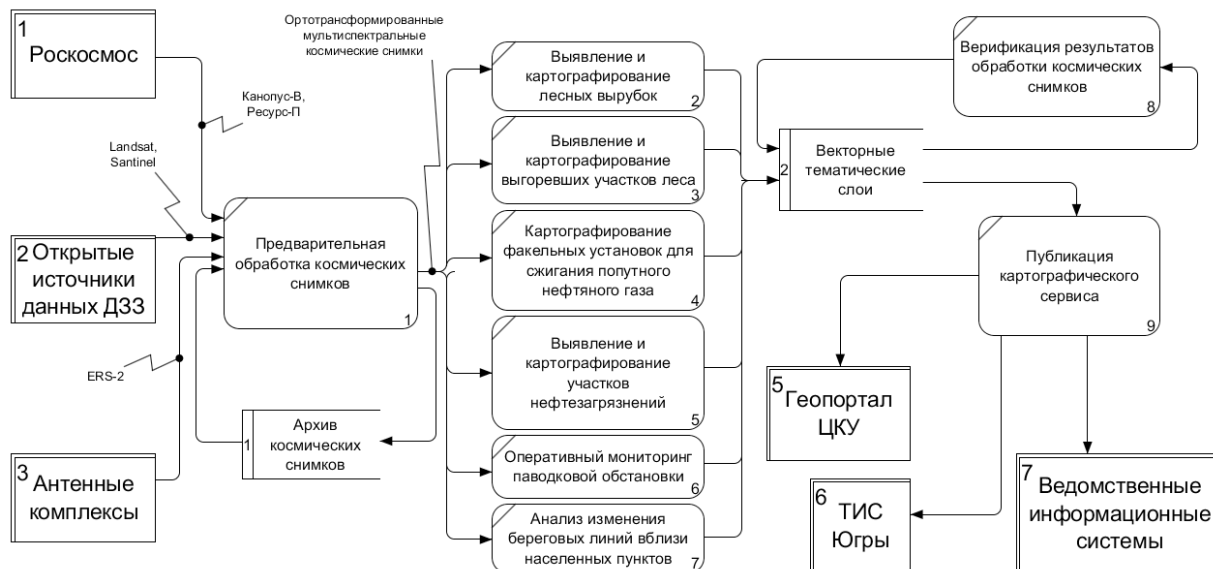 1
Роскосмос
Канопус-В,
Ресурс-П
Landsat,
Santinel
2
Открытые
источники
данных ДЗЗ
ERS-2
3
Антенные
комплексы
Предварительная
обработка космических
снимков
1
1
Архив
космических
снимков
Ортотрансформированные
мультиспектральные
космические снимки
Выявление и
картографирование
лесных вырубок
2
Выявление и
картографирование
выгоревших участков леса
3
Картографирование
факельных установок для
сжигания попутного
нефтяного газа
4
Выявление и
картографирование
участков
нефтезагрязнений
5
Оперативный мониторинг
паводковой обстановки
6
Анализ изменения
береговых линий вблизи
населенных пунктов
7
2
Векторные
тематические
слои
Верификация результатов
обработки космических
снимков
8
Публикация
картографического
сервиса
9
5
Геопортал
ЦКУ
6
ТИС
Югры
7
Ведомственные
информационные
системы